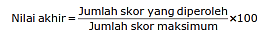 Nilai akhir = Jumlah skor yang diperoleh / Jumlah skor maksimum ×100